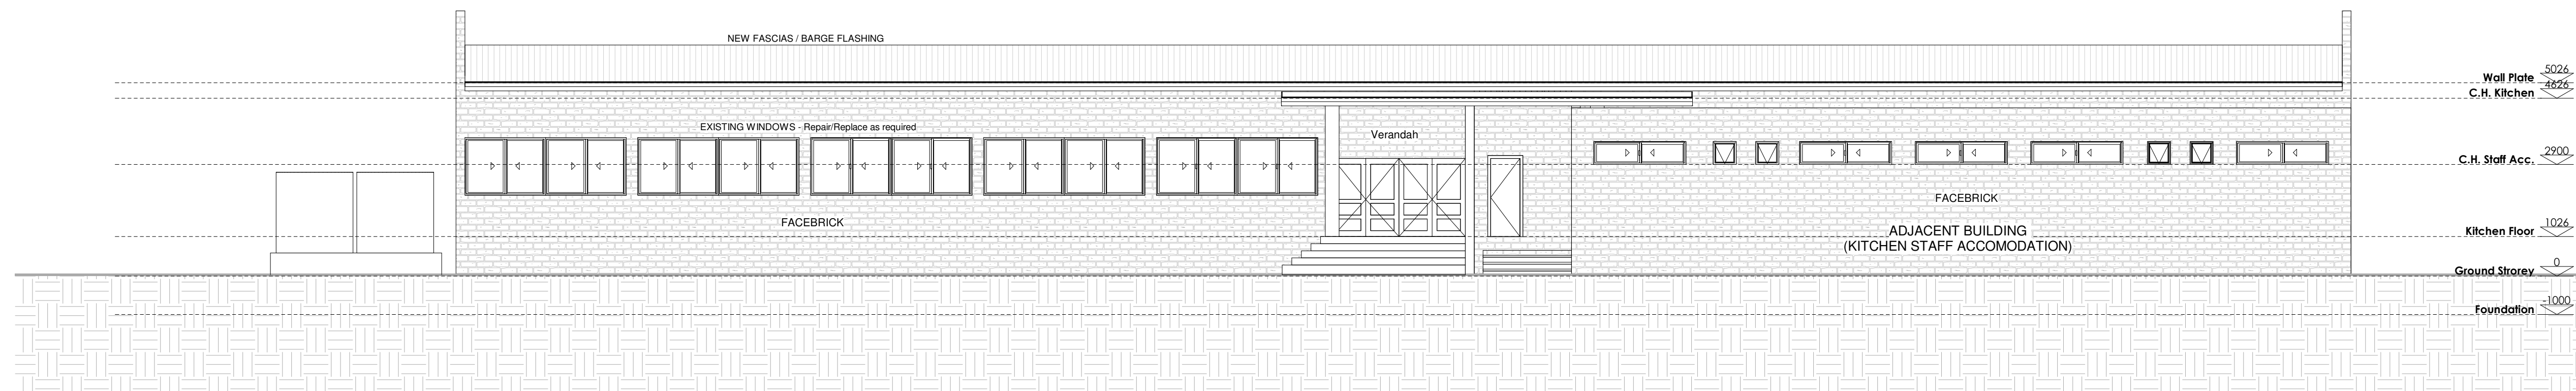 NEW FASCIAS / BARGE FLASHING
Wall Plate 5026
C.H. Kitchen 4626
EXISTING WINDOWS - Repair/Replace as required
Verandah
C.H. Staff Acc. 2900
FACEBRICK
FACEBRICK
ADJACENT BUILDING
(KITCHEN STAFF ACCOMODATION)
Kitchen Floor 1026
Ground Strorey 0
Foundation -1000